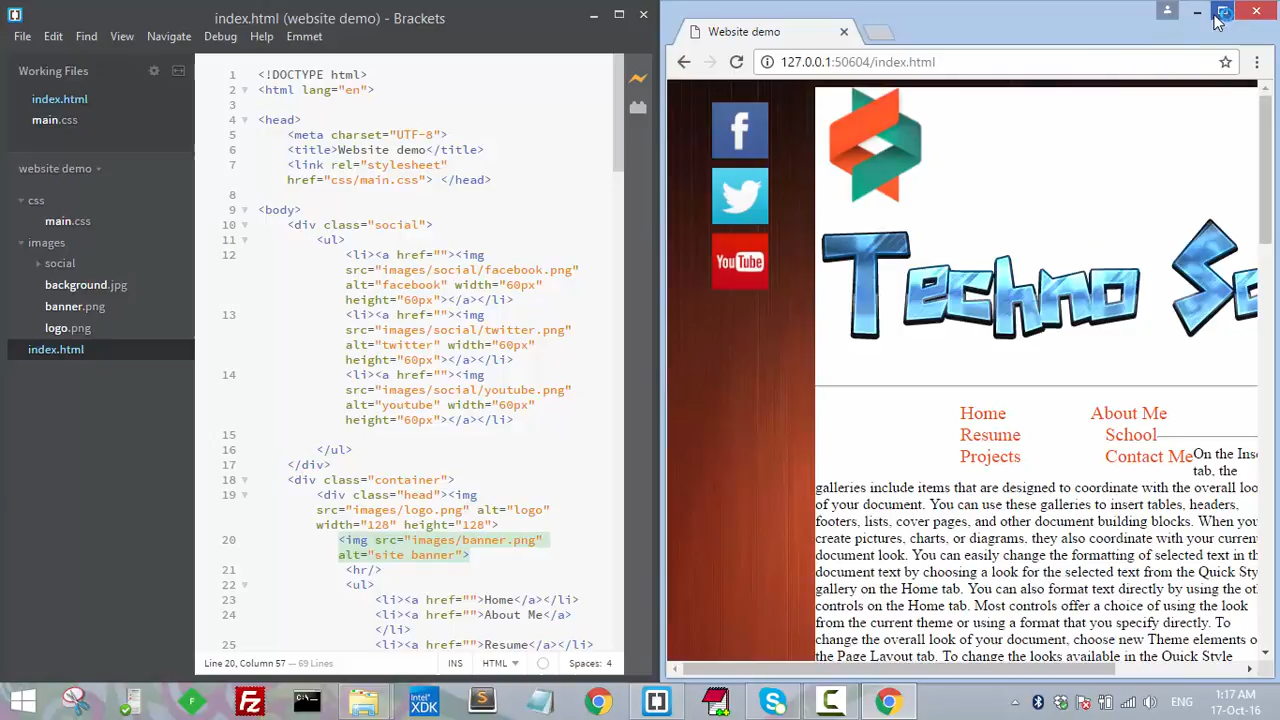 index.html (website demo) - Brackets
File Edit Find View Navigate Debug Help Emmet
Working Files
index.html
main.css
website demo
css
main.css
images
social
background.jpg
banner.png
logo.png
index.html
1 <!DOCTYPE html>
2 <html lang="en">
3
4 <head>
5 <meta charset="UTF-8">
6 <title>Website demo</title>
7 <link rel="stylesheet"
href="css/main.css"> </head>
8
9 <body>
10 <div class="social">
11 <ul>
12 <li><a href=""><img
src="images/social/facebook.png"
alt="facebook" width="60px"
height="60px"></a></li>
13 <li><a href=""><img
src="images/social/twitter.png"
alt="twitter" width="60px"
height="60px"></a></li>
14 <li><a href=""><img
src="images/social/youtube.png"
alt="youtube" width="60px"
height="60px"></a></li>
15
16 </ul>
17 </div>
18 <div class="container">
19 <div class="head"><img
src="images/logo.png" alt="logo"
width="128" height="128">
20 <img src="images/banner.png"
alt="site banner">
21 <hr/>
22 <ul>
23 <li><a href="">Home</a></li>
24 <li><a href="">About Me</a>
</li>
25 <li><a href="">Resume</a></li>
Line 20, Column 57 — 69 Lines
INS HTML Spaces: 4
Website demo
127.0.0.1:50604/index.html
f
You Tube
Techno Sc
Home About Me
Resume School
Projects Contact Me
On the Inse
tab, the
galleries include items that are designed to coordinate with the overall loo
of your document. You can use these galleries to insert tables, headers,
footers, lists, cover pages, and other document building blocks. When you
create pictures, charts, or diagrams, they also coordinate with your current
document look. You can easily change the formatting of selected text in the
document text by choosing a look for the selected text from the Quick Sty
gallery on the Home tab. You can also format text directly by using the oth
controls on the Home tab. Most controls offer a choice of using the look
from the current theme or using a format that you specify directly. To
change the overall look of your document, choose new Theme elements o
the Page Layout tab. To change the looks available in the Quick Style
Intel®
XDK
ENG
1:17 AM
17-Oct-16